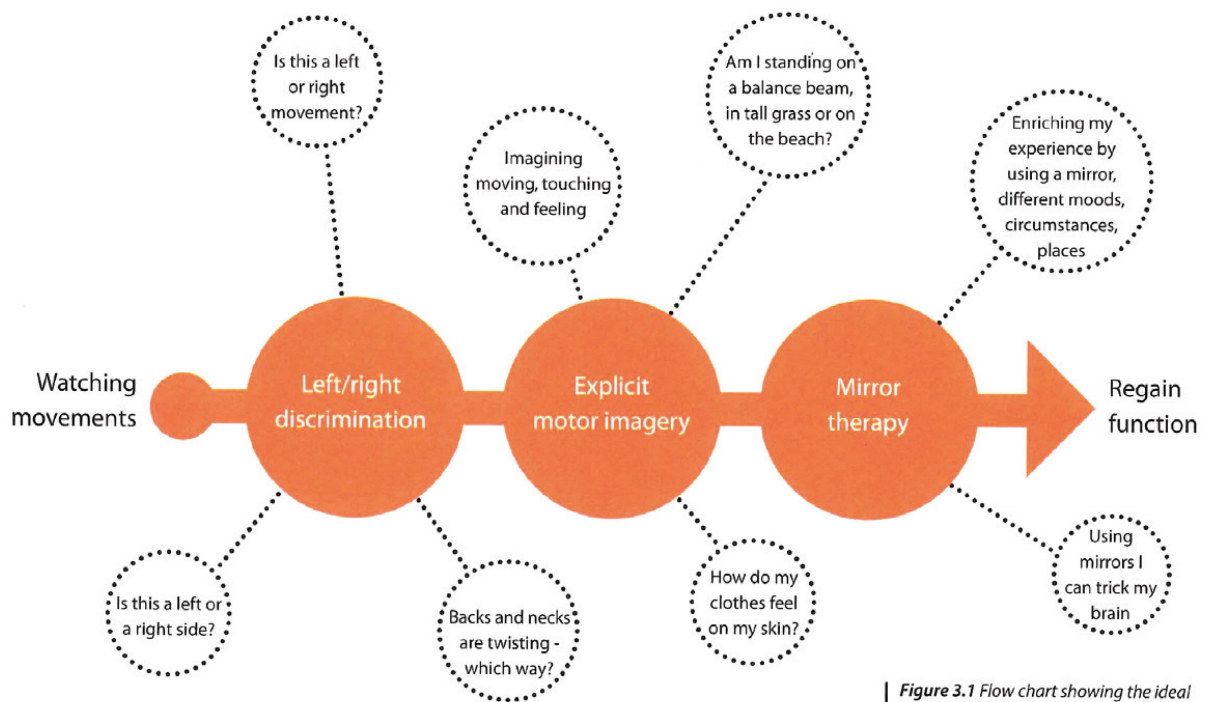 Is this a left
or right
movement?
Imagining
moving, touching
and feeling
Am I standing on
a balance beam,
in tall grass or on
the beach?
Enriching my
experience by
using a mirror,
different moods,
circumstances,
places
Watching
movements
Left/right
discrimination
Explicit
motor imagery
Mirror
therapy
Regain
function
Is this a left or
a right side?
Backs and necks
are twisting -
which way?
How do my
clothes feel
on my skin?
Using
mirrors I
can trick my
brain
Figure 3.1 Flow chart showing the ideal